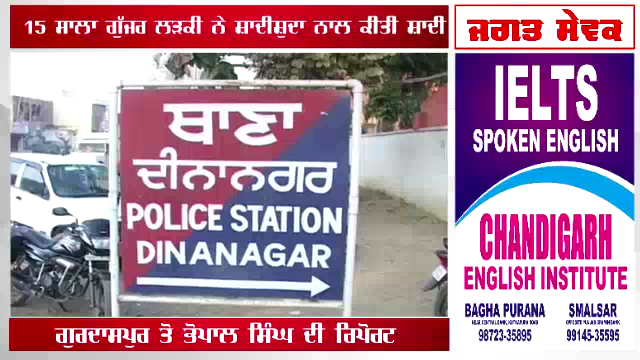 15 ਸਾਲਾ ਗੁੱਜਰ ਲੜਕੀ ਨੇ ਸ਼ਾਦੀਸ਼ੁਦਾ ਨਾਲ ਕੀਤੀ ਸ਼ਾਦੀ
ਜਗਤ ਸੇਵਕ
ਥਾਣਾ
ਦੀਨਾਨਗਰ
POLICE STATION
DINANAGAR
IELTS
SPOKEN ENGLISH
CHANDIGARH
ENGLISH INSTITUTE
BAGHA PURANA
98723-35895
SMALSAR
99145-35595
ਗੁਰਦਾਸਪੁਰ ਤੋ ਭੋਪਾਲ ਸਿੰਘ ਦੀ ਰਿਪੋਰਟ